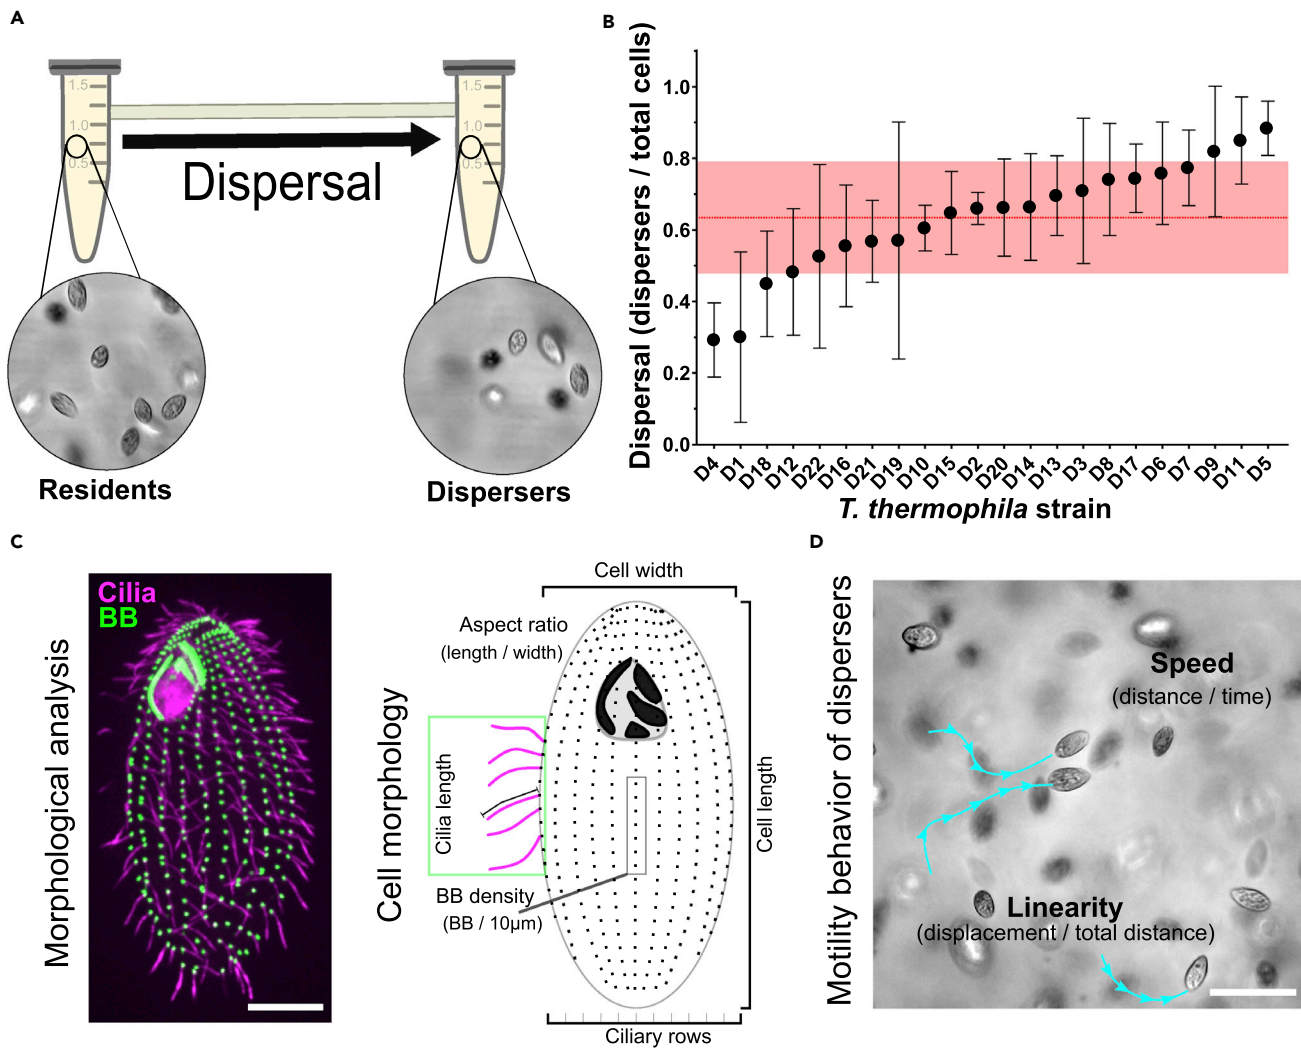 A
1.5
1.0
0.5
1.5
1.0
0.5
Dispersal
Residents
Dispersers
B
Dispersal (dispersers / total cells)
1.0
0.8
0.6
0.4
0.2
0.0
D4
D1
D18
D12
D22
D16
D21
D19
D10
D15
D2
D20
D14
D13
D3
D8
D17
D6
D7
D9
D11
D5
T. thermophila strain
C
Morphological analysis
Cilia
BB
Cell morphology
Cell width
Aspect ratio
(length / width)
Cilia length
Cell length
BB density
(BB / 10µm)
Ciliary rows
D
Motility behavior of dispersers
Speed
(distance / time)
Linearity
(displacement / total distance)